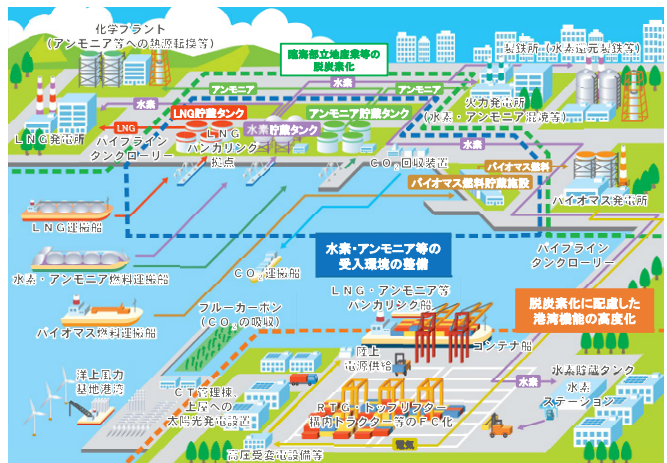 化学プラント
(アンモニア等への熱源転換等)
臨海部立地産業等の
脱炭素化
製鉄所(水素還元製鉄等)
アンモニア
水素
アンモニア
水素
LNG貯蔵タンク
アンモニア貯蔵タンク
火力発電所
(水素・アンモニア混焼等)
LNG発電所
LNG
水素貯蔵タンク
パイプライン
タンクローリー
LNG
バンカリング
拠点
水素
CO₂回収装置
バイオマス燃料
バイオマス燃料貯蔵施設
バイオマス発電所
LNG運搬船
水素・アンモニア等の
受入環境の整備
パイプライン
タンクローリー
水素・アンモニア燃料運搬船
CO₂運搬船
LNG・アンモニア等
バンカリング船
脱炭素化に配慮した
港湾機能の高度化
バイオマス燃料運搬船
ブルーカーボン
(CO₂の吸収)
コンテナ船
陸上
電源供給
洋上風力
基地港湾
CT管理棟、
上屋への
太陽光発電設置
水素
水素貯蔵タンク
水素
ステーション
RTG・トップリフター
構内トラクター等のFC化
電気
高圧受変電設備等